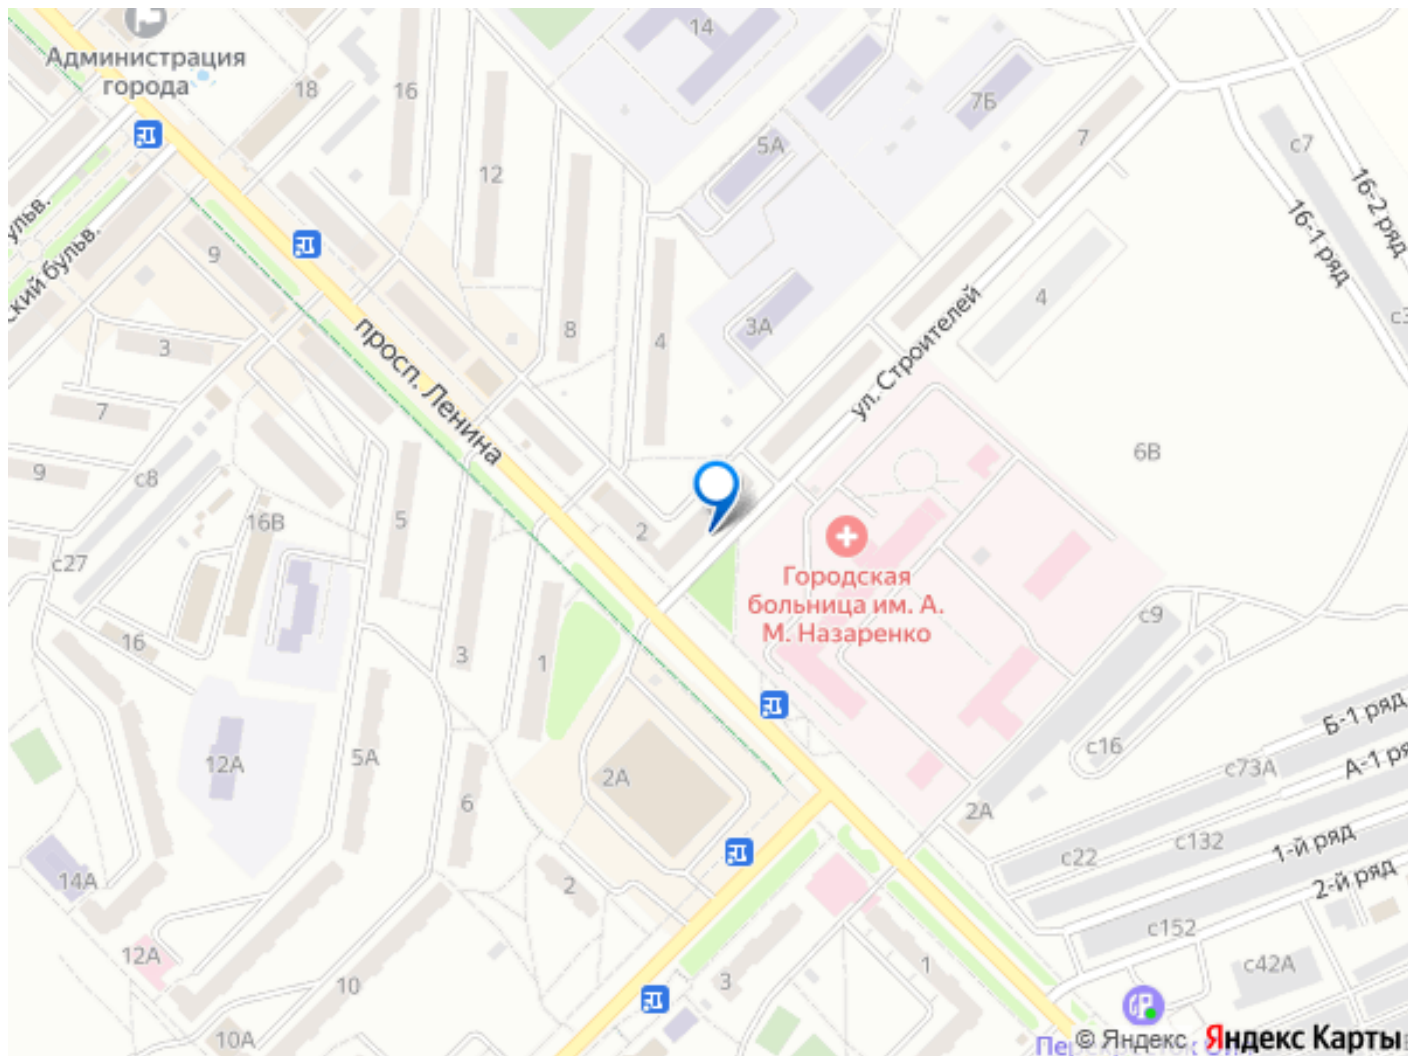 Администрация
города
14
18
16
7Б
5А
7
с7
12
16-2 ряд
16-1 ряд
ульв.
ский бульв.
9
4
3А
8
4
3
просп. Ленина
ул. Строителей
7
9
с8
6В
16В
5
2
с27
Городская
больница им. А.
М. Назаренко
с9
16
3
1
Б-1 ряд
с16
5А
12А
2А
с73А
6
2А
с132
1-й ряд
с22
2-й ряд
14А
2
с152
12А
1
с42А
10
3
10А
© Яндекс Яндекс Карты